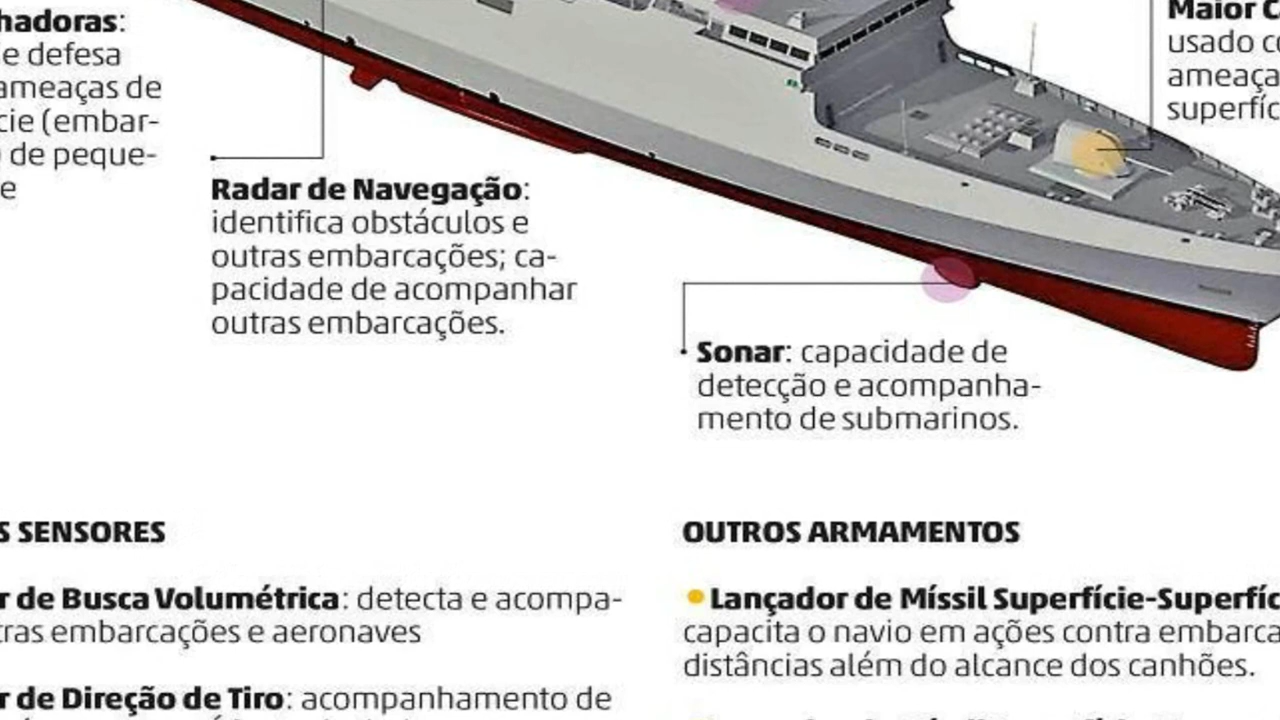 hadoras:
e defesa
ameaças de
cie (embar-
de peque-
e
Radar de Navegação:
identifica obstáculos e
outras embarcações; ca-
pacidade de acompanhar
outras embarcações.
Maior C
usado c
ameaça
superfíc
Sonar: capacidade de
detecção e acompanha-
mento de submarinos.
S SENSORES
r de Busca Volumétrica: detecta e acompa-
tras embarcações e aeronaves
r de Direção de Tiro: acompanhamento de
OUTROS ARMAMENTOS
Lançador de Míssil Superfície-Superfíc
capacita o navio em ações contra embarca
distâncias além do alcance dos canhões.